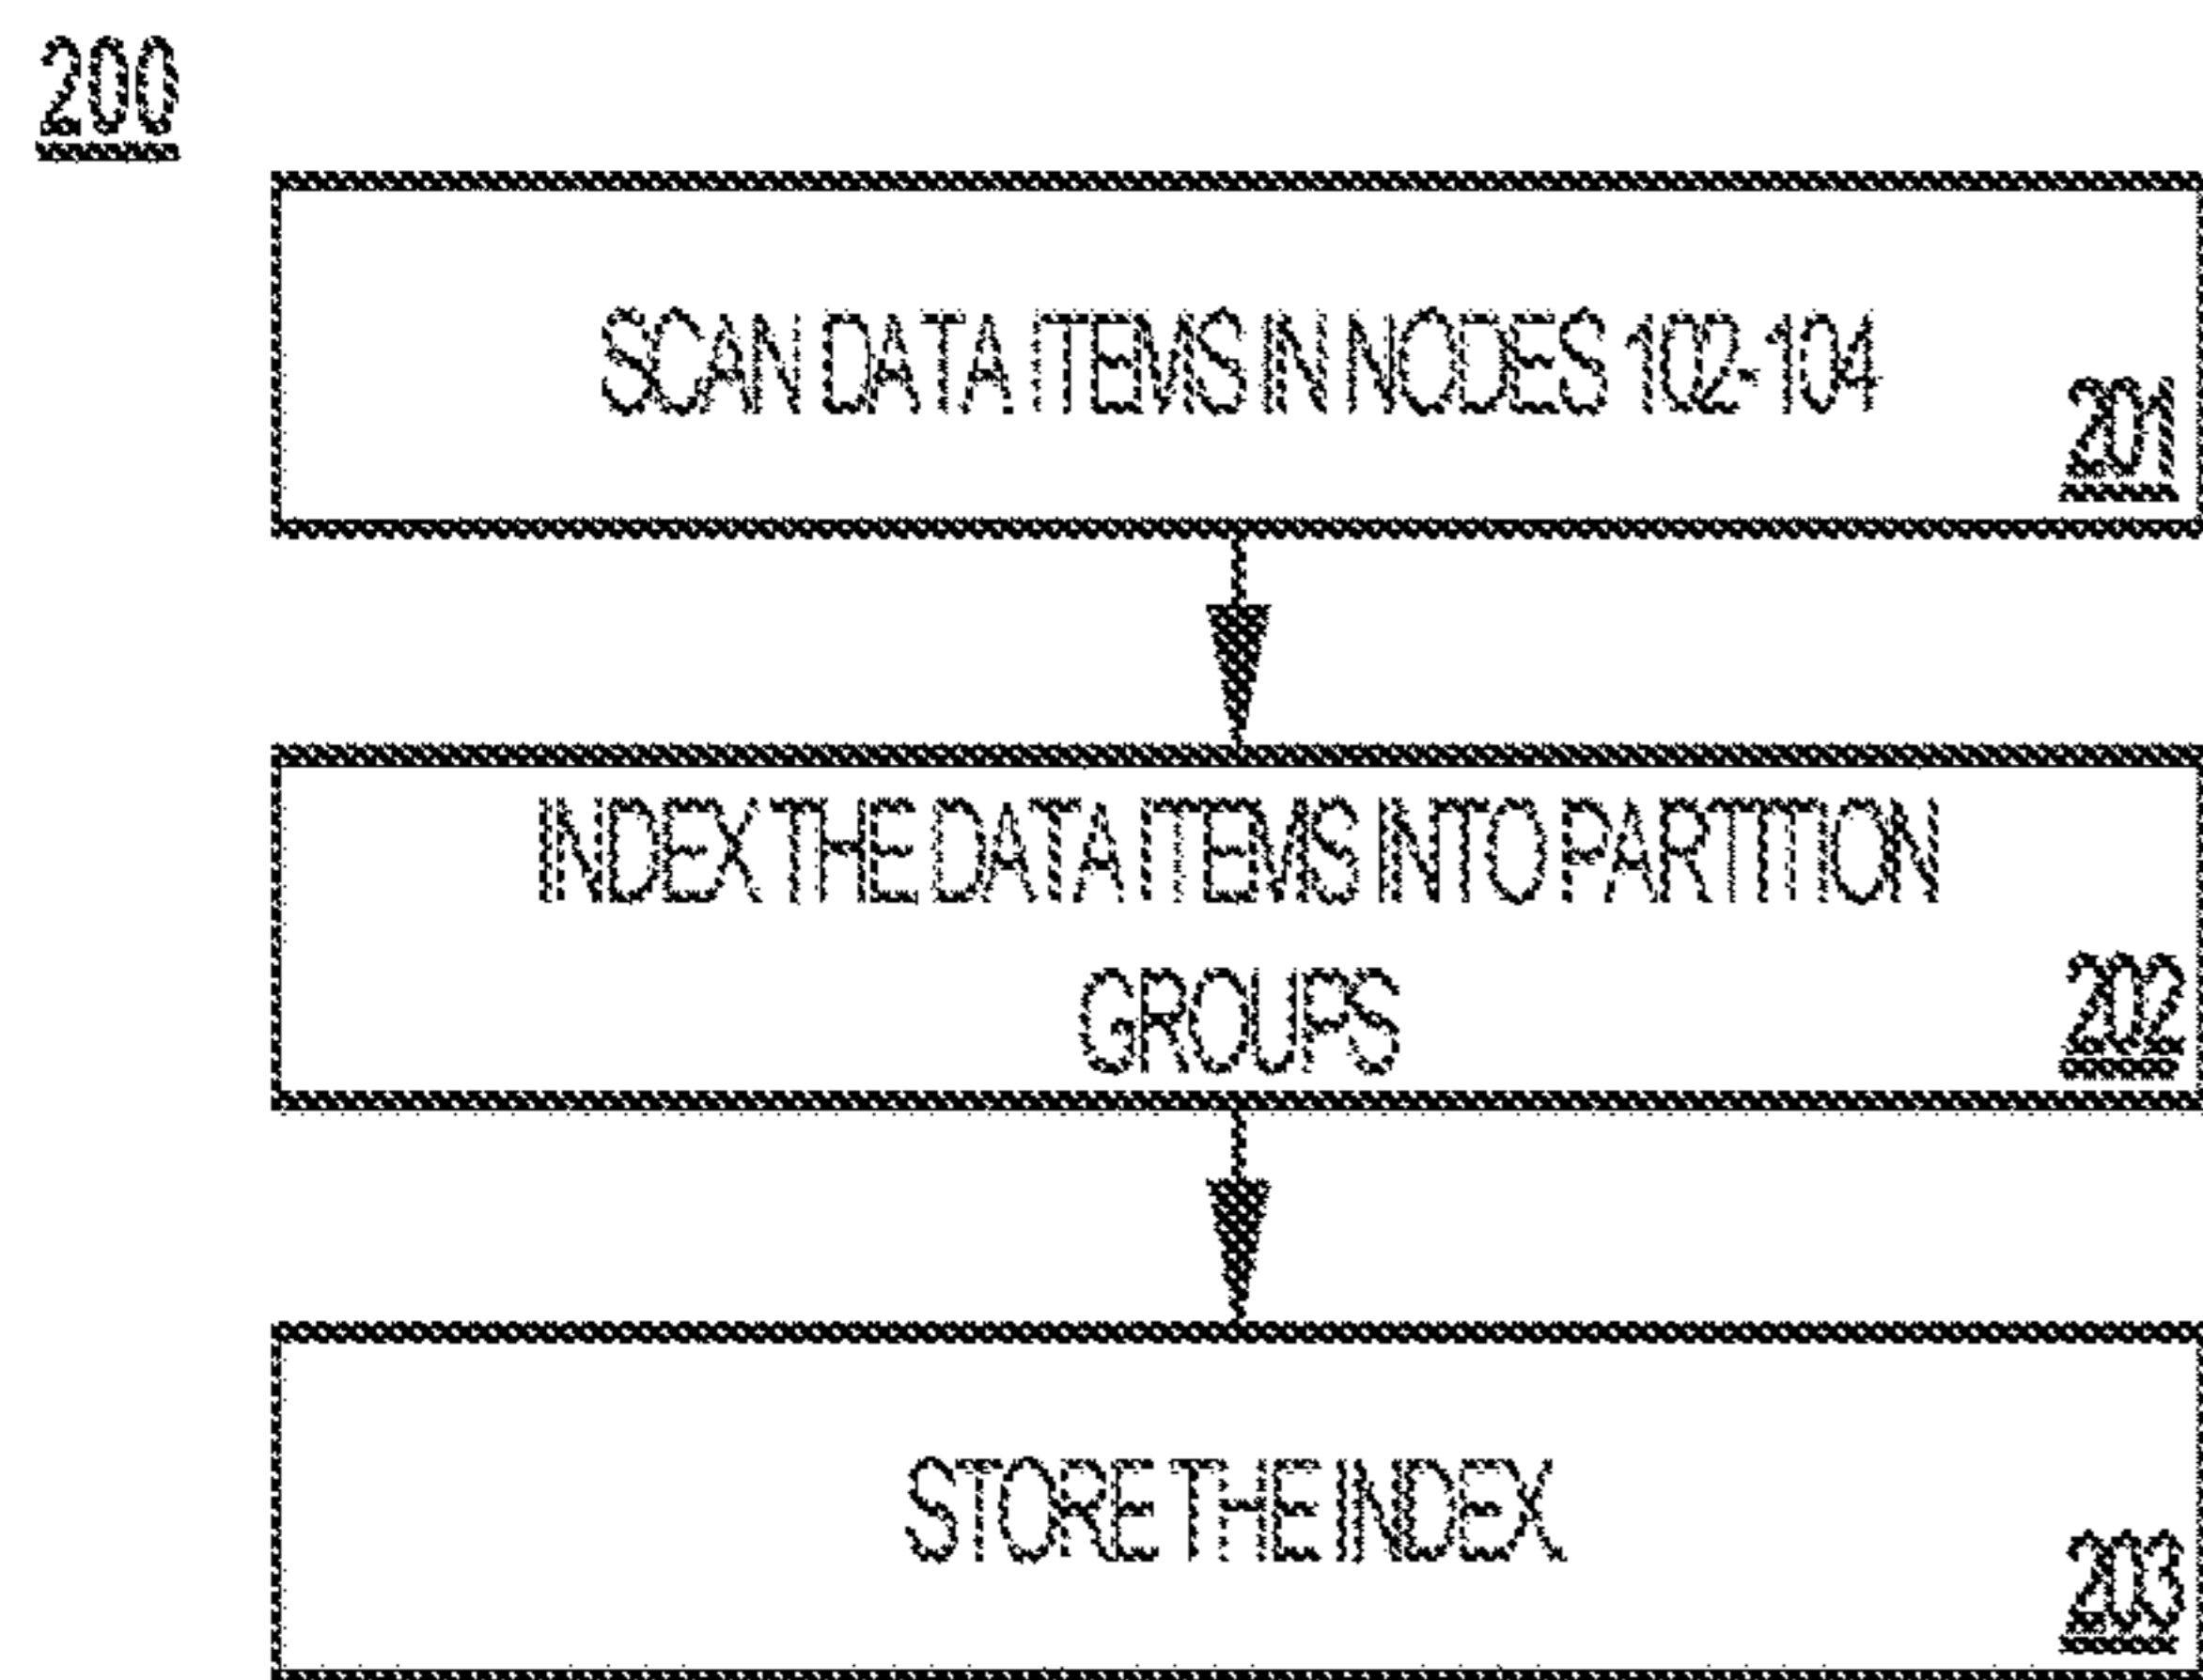 200
SCAN DATA ITEMS IN NODES 102-104
201
INDEX THE DATA ITEMS INTO PARTITION
GROUPS
202
STORE THE INDEX
203